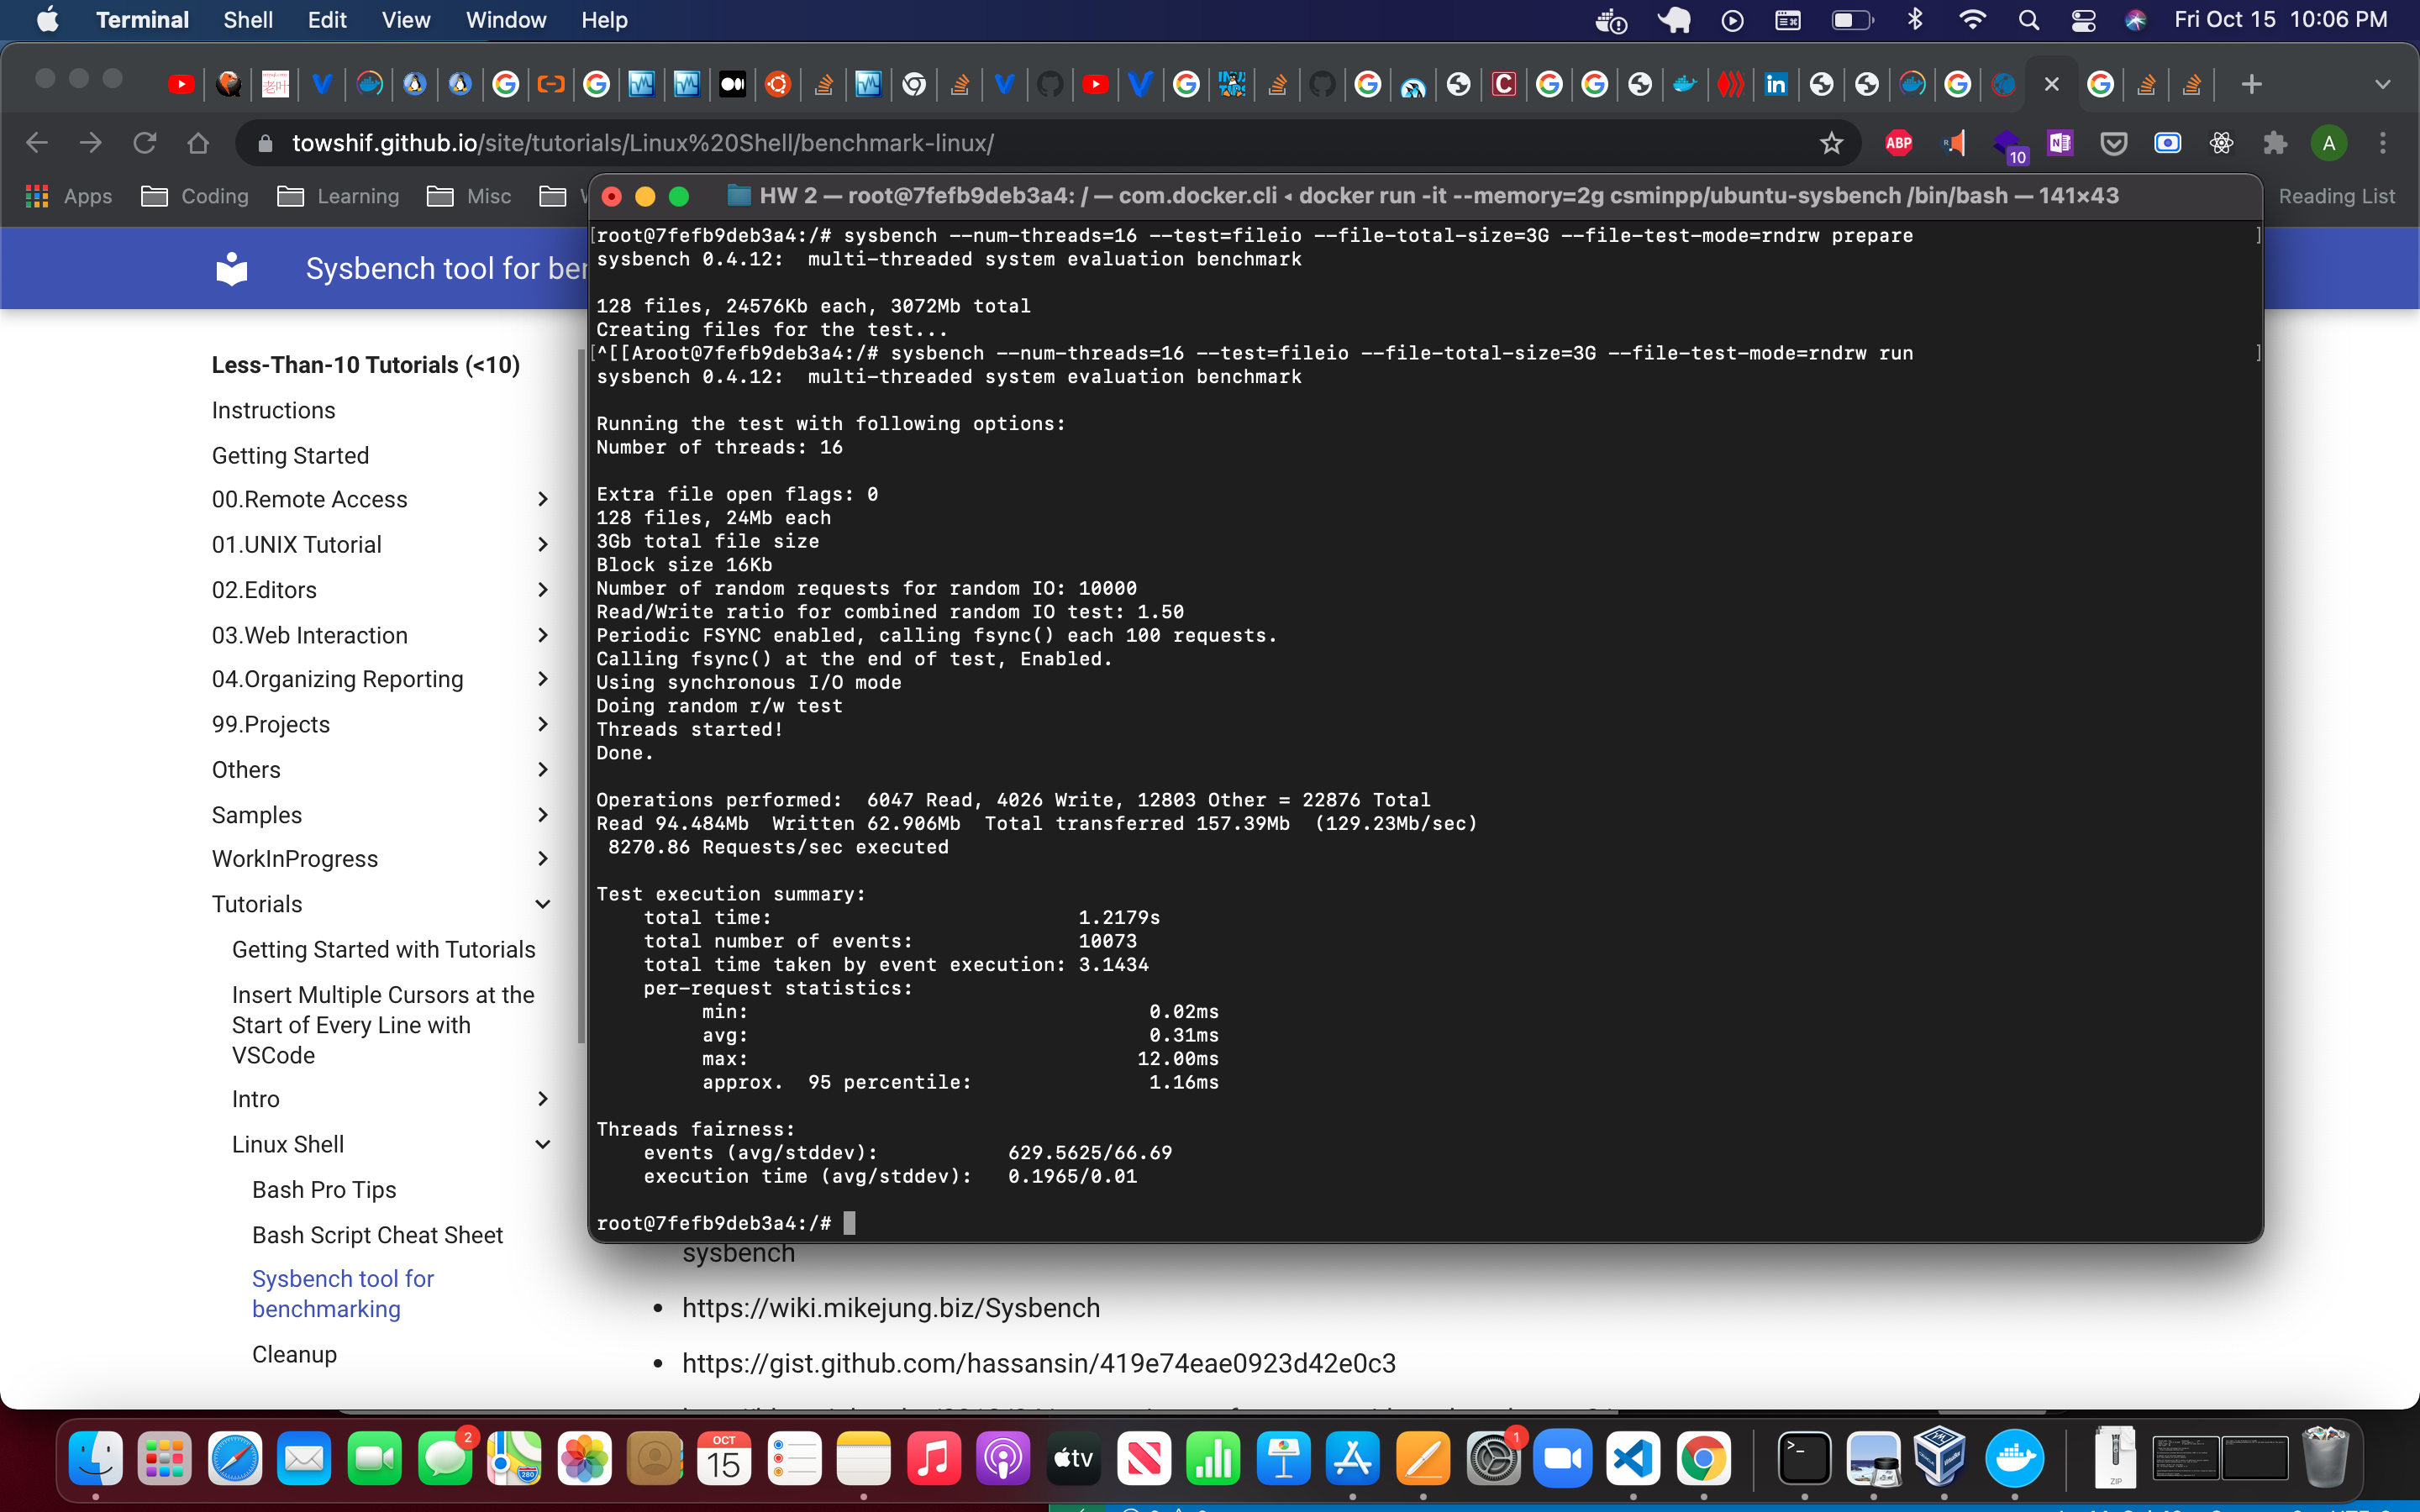 Terminal Shell Edit View Window Help
Fri Oct 15 10:06 PM
towshif.github.io/site/tutorials/Linux%20Shell/benchmark-linux/
ABP
10
A
Apps Coding Learning Misc
Reading List
HW 2 — root@7fefb9deb3a4: / — com.docker.cli ◂ docker run -it --memory=2g csminpp/ubuntu-sysbench /bin/bash — 141×43
Sysbench tool for ber
Less-Than-10 Tutorials (<10)
Instructions
Getting Started
00.Remote Access
01.UNIX Tutorial
02.Editors
03.Web Interaction
04.Organizing Reporting
99.Projects
Others
Samples
WorkInProgress
Tutorials
Getting Started with Tutorials
Insert Multiple Cursors at the
Start of Every Line with
VSCode
Intro
Linux Shell
Bash Pro Tips
Bash Script Cheat Sheet
Sysbench tool for
benchmarking
Cleanup
[root@7fefb9deb3a4:/# sysbench --num-threads=16 --test=fileio --file-total-size=3G --file-test-mode=rndrw prepare ]
sysbench 0.4.12:  multi-threaded system evaluation benchmark
128 files, 24576Kb each, 3072Mb total
Creating files for the test...
[^[[Aroot@7fefb9deb3a4:/# sysbench --num-threads=16 --test=fileio --file-total-size=3G --file-test-mode=rndrw run ]
sysbench 0.4.12:  multi-threaded system evaluation benchmark
Running the test with following options:
Number of threads: 16
Extra file open flags: 0
128 files, 24Mb each
3Gb total file size
Block size 16Kb
Number of random requests for random IO: 10000
Read/Write ratio for combined random IO test: 1.50
Periodic FSYNC enabled, calling fsync() each 100 requests.
Calling fsync() at the end of test, Enabled.
Using synchronous I/O mode
Doing random r/w test
Threads started!
Done.
Operations performed:  6047 Read, 4026 Write, 12803 Other = 22876 Total
Read 94.484Mb  Written 62.906Mb  Total transferred 157.39Mb  (129.23Mb/sec)
8270.86 Requests/sec executed
Test execution summary:
total time: 1.2179s
total number of events: 10073
total time taken by event execution: 3.1434
per-request statistics:
min: 0.02ms
avg: 0.31ms
max: 12.00ms
approx.  95 percentile: 1.16ms
Threads fairness:
events (avg/stddev): 629.5625/66.69
execution time (avg/stddev): 0.1965/0.01
root@7fefb9deb3a4:/#
sysbench
• https://wiki.mikejung.biz/Sysbench
• https://gist.github.com/hassansin/419e74eae0923d42e0c3
2
OCT
15
280
tv
1
ZIP